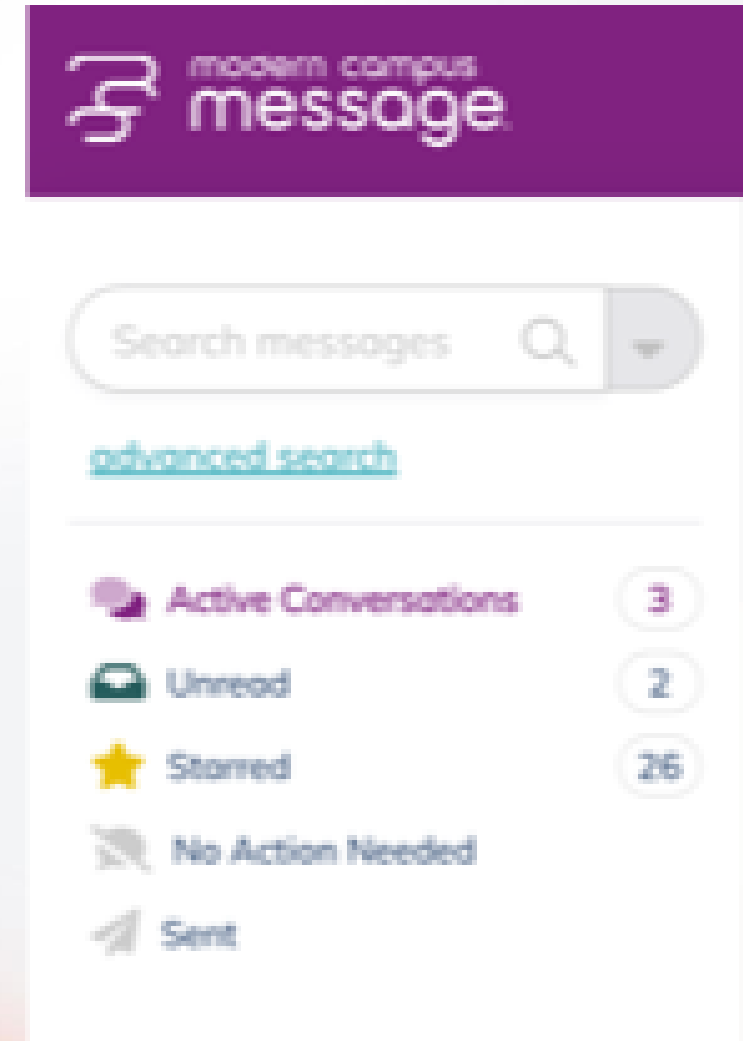 modern campus
message.
Search messages
advanced search
Active Conversations 3
Unread 2
Starred 26
No Action Needed
Sent